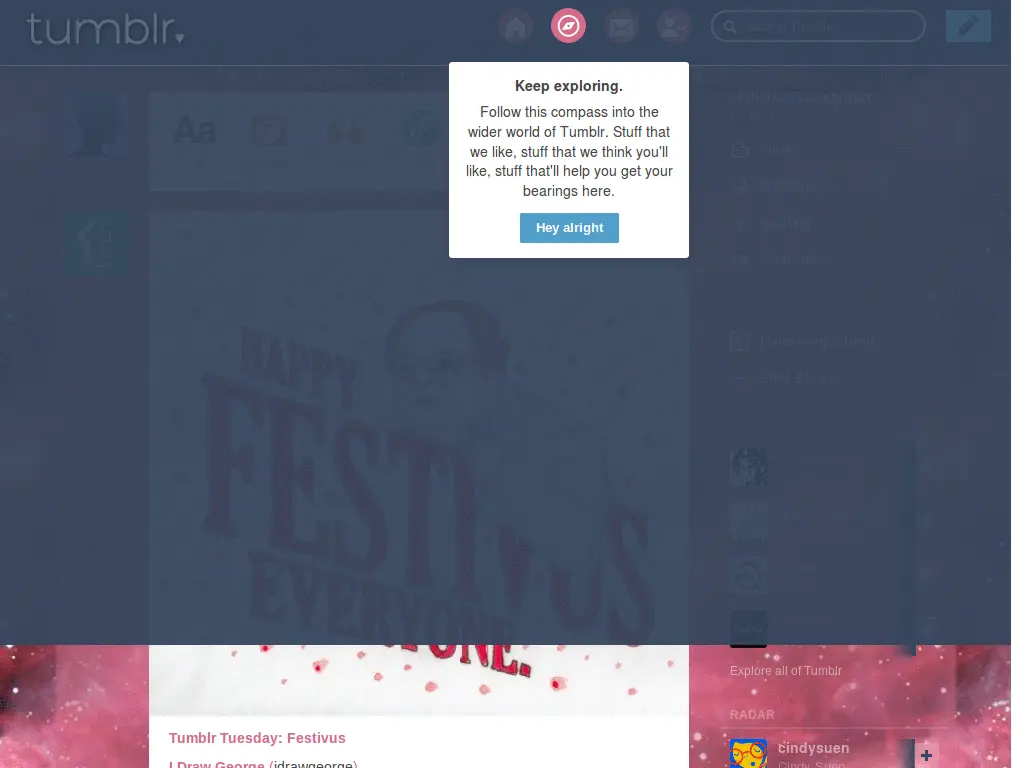 tumblr.
Keep exploring.
Follow this compass into the
wider world of Tumblr. Stuff that
we like, stuff that we think you'll
like, stuff that'll help you get your
bearings here.
Hey alright
Aa
HAPPY
FESTIVUS
EVERYONE.
Explore all of Tumblr
RADAR
Tumblr Tuesday: Festivus
I Draw George (idrawgeorge)
cindysuen
Cindy Suen